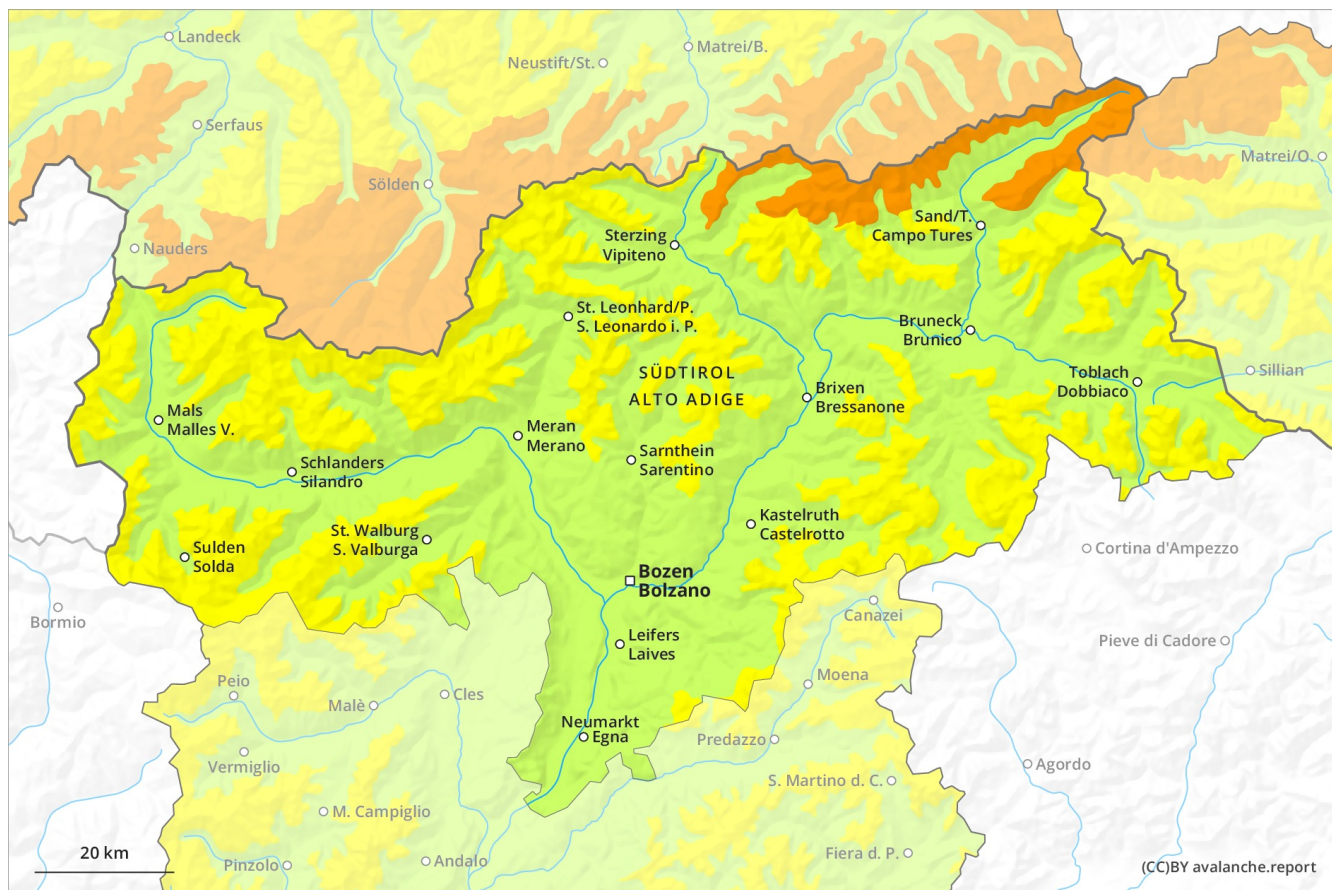 Landeck
Matrei/B.
Neustift/St.
Serfaus
Matrei/O.
Sölden
Sand/T.
Campo Tures
Nauders
Sterzing
Vipiteno
St. Leonhard/P.
S. Leonardo i. P.
Bruneck
Brunico
SÜDTIROL
ALTO ADIGE
Toblach
Dobbiaco
Sillian
Brixen
Bressanone
Mals
Malles V.
Meran
Merano
Sarnthein
Sarentino
Schlanders
Silandro
Kastelruth
Castelrotto
St. Walburg
S. Valburga
Sulden
Solda
Cortina d'Ampezzo
Bozen
Bolzano
Bormio
Canazei
Leifers
Laives
Pieve di Cadore
Peio
Moena
Malè
Cles
Neumarkt
Egna
Predazzo
Vermiglio
Agordo
S. Martino d. C.
M. Campiglio
20 km
Andalo
Fiera d. P.
Pinzolo
(CC)BY avalanche.report